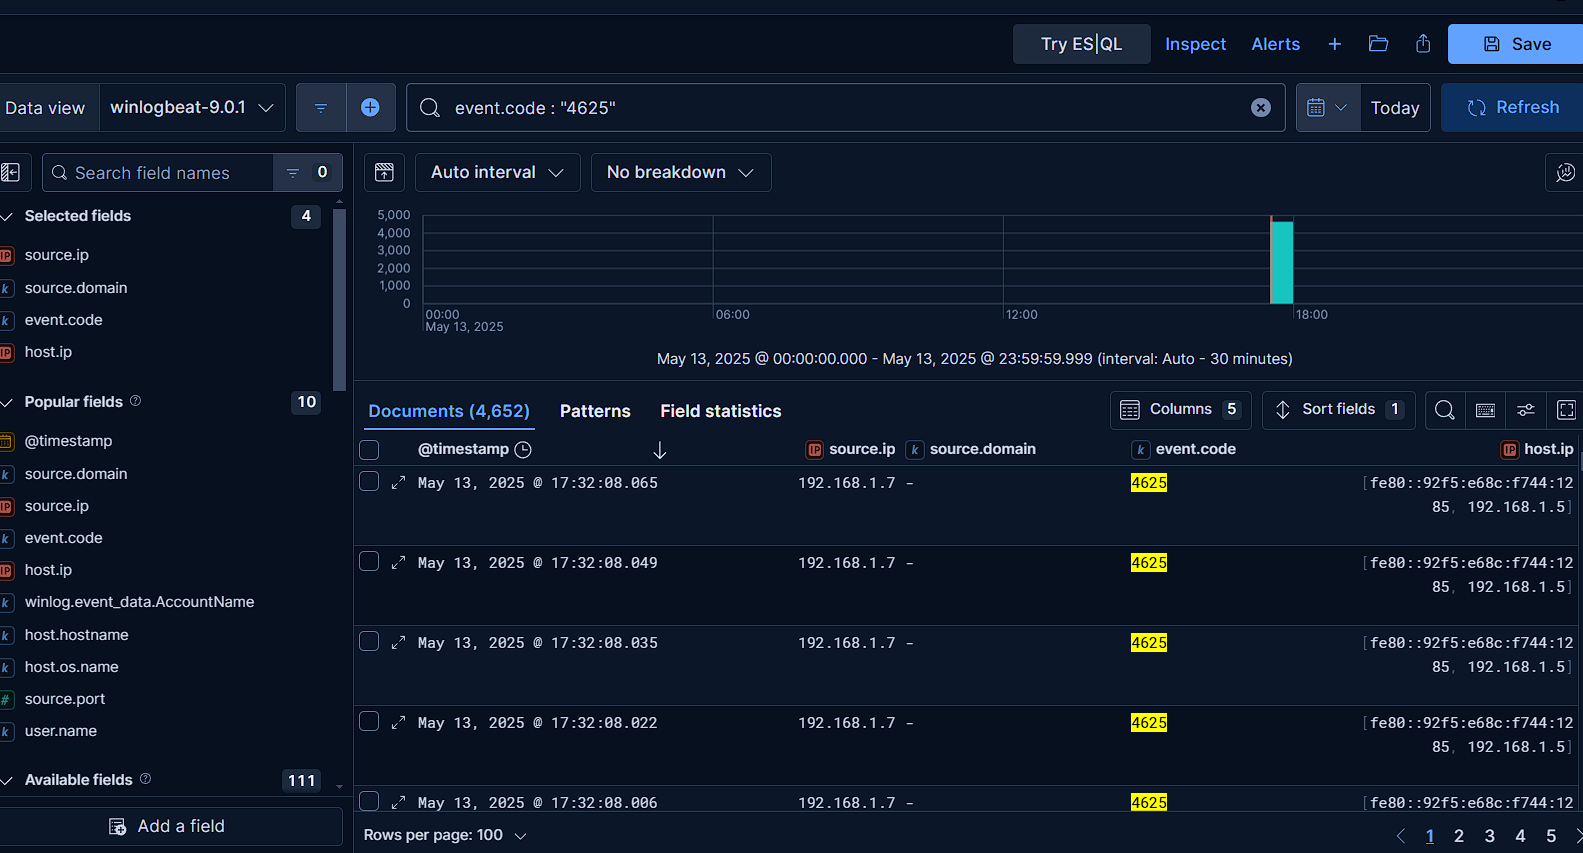 Try ES|QL Inspect Alerts + Save
Data view winlogbeat-9.0.1 event.code : "4625" Today Refresh
Search field names 0 Auto interval No breakdown
Selected fields 4
source.ip
source.domain
event.code
host.ip
Popular fields 10
@timestamp
source.domain
source.ip
event.code
host.ip
winlog.event_data.AccountName
host.hostname
host.os.name
source.port
user.name
Available fields 111
Add a field
5,000
4,000
3,000
2,000
1,000
0
00:00 06:00 12:00 18:00
May 13, 2025
May 13, 2025 @ 00:00:00.000 - May 13, 2025 @ 23:59:59.999 (interval: Auto - 30 minutes)
Documents (4,652) Patterns Field statistics Columns 5 Sort fields 1
@timestamp source.ip source.domain event.code host.ip
May 13, 2025 @ 17:32:08.065 192.168.1.7 - 4625 [fe80::92f5:e68c:f744:12
85, 192.168.1.5]
May 13, 2025 @ 17:32:08.049 192.168.1.7 - 4625 [fe80::92f5:e68c:f744:12
85, 192.168.1.5]
May 13, 2025 @ 17:32:08.035 192.168.1.7 - 4625 [fe80::92f5:e68c:f744:12
85, 192.168.1.5]
May 13, 2025 @ 17:32:08.022 192.168.1.7 - 4625 [fe80::92f5:e68c:f744:12
85, 192.168.1.5]
May 13, 2025 @ 17:32:08.006 192.168.1.7 - 4625 [fe80::92f5:e68c:f744:12
Rows per page: 100 1 2 3 4 5